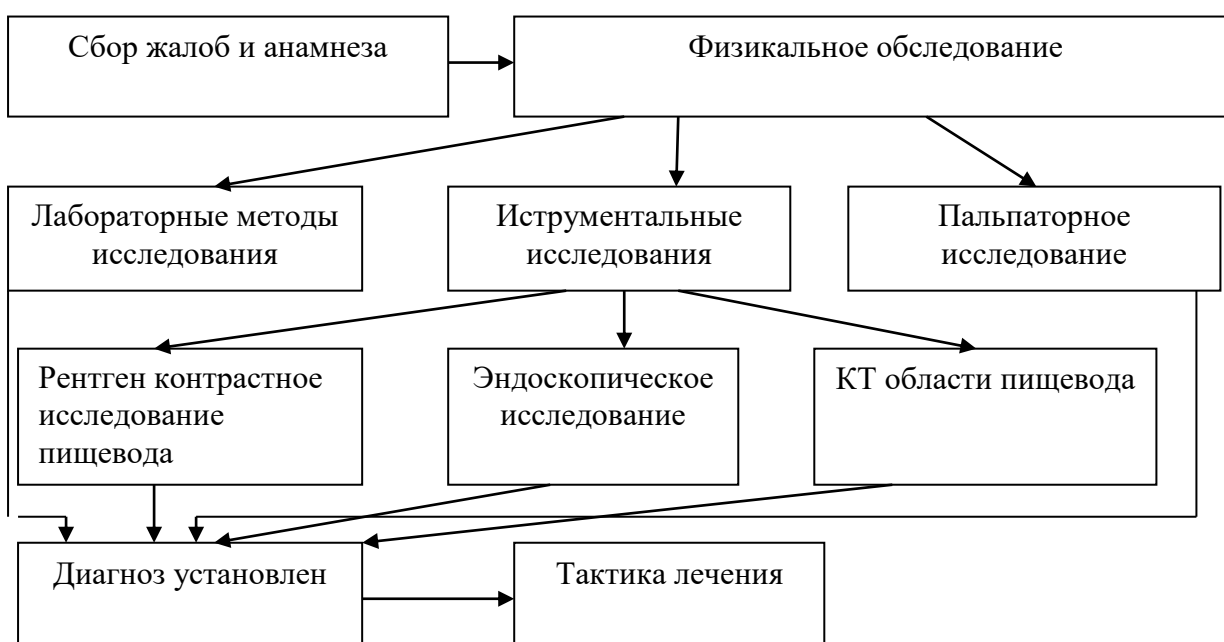 Сбор жалоб и анамнеза
Физикальное обследование
Лабораторные методы
исследования
Иструментальные
исследования
Пальпаторное
исследование
Рентген контрастное
исследование
пищевода
Эндоскопическое
исследование
КТ области пищевода
Диагноз установлен
Тактика лечения